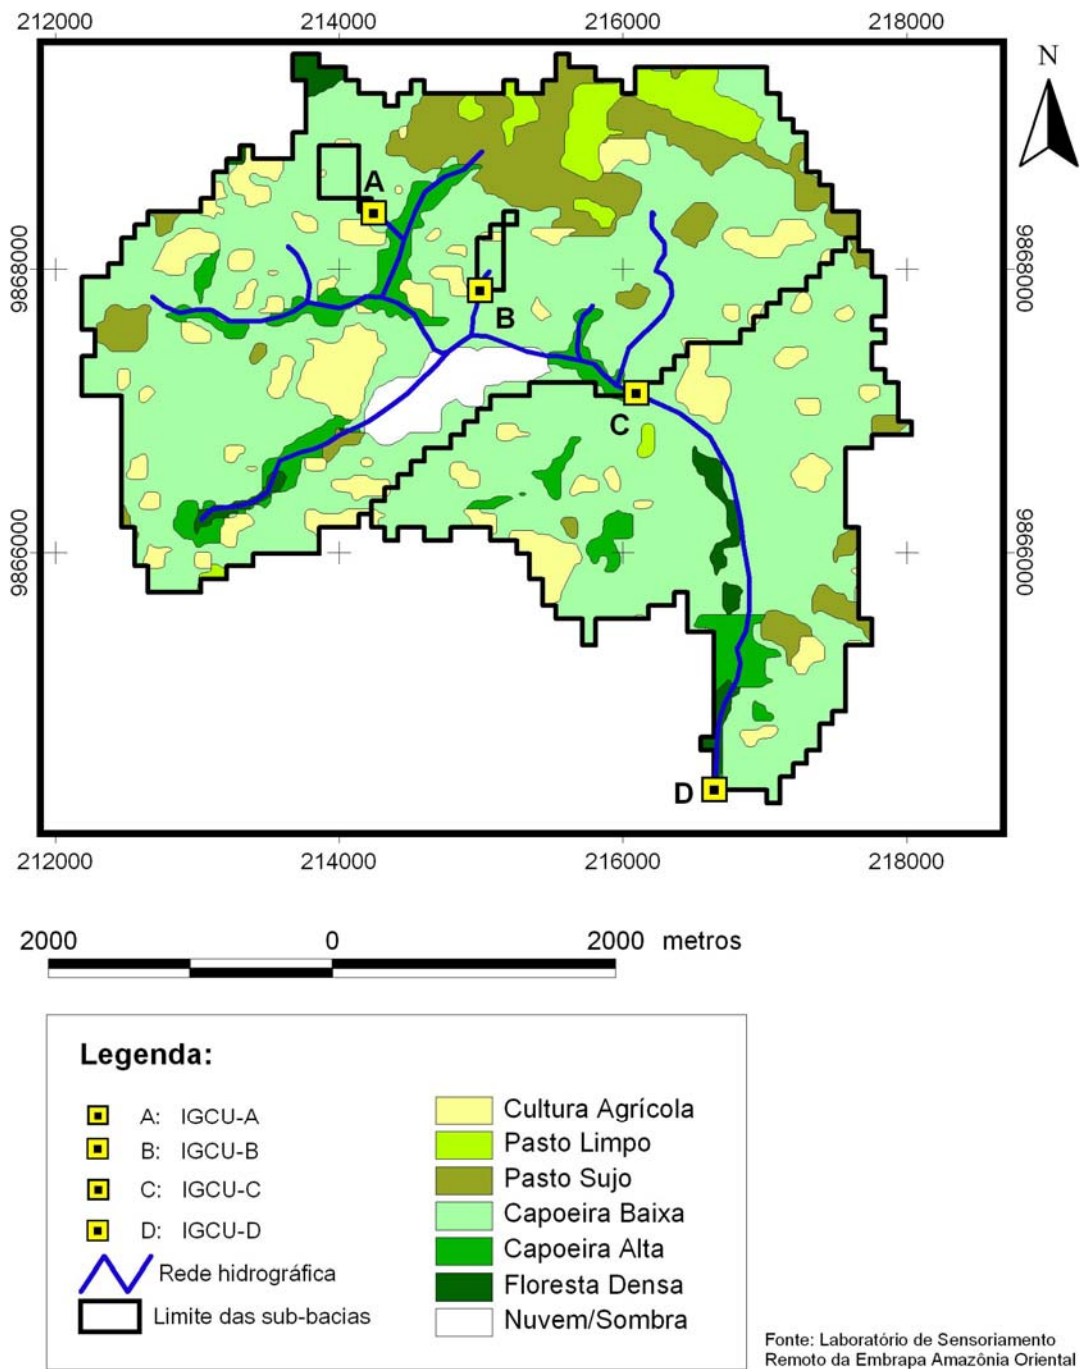 212000 214000 216000 218000
N
A
9868000 9868000
B
C
9866000 9866000
D
212000 214000 216000 218000
2000 0 2000 metros
Legenda:
A: IGCU-A
B: IGCU-B
C: IGCU-C
D: IGCU-D
Rede hidrográfica
Limite das sub-bacias
Cultura Agrícola
Pasto Limpo
Pasto Sujo
Capoeira Baixa
Capoeira Alta
Floresta Densa
Nuvem/Sombra
Fonte: Laboratório de Sensoriamento
Remoto da Embrapa Amazônia Oriental